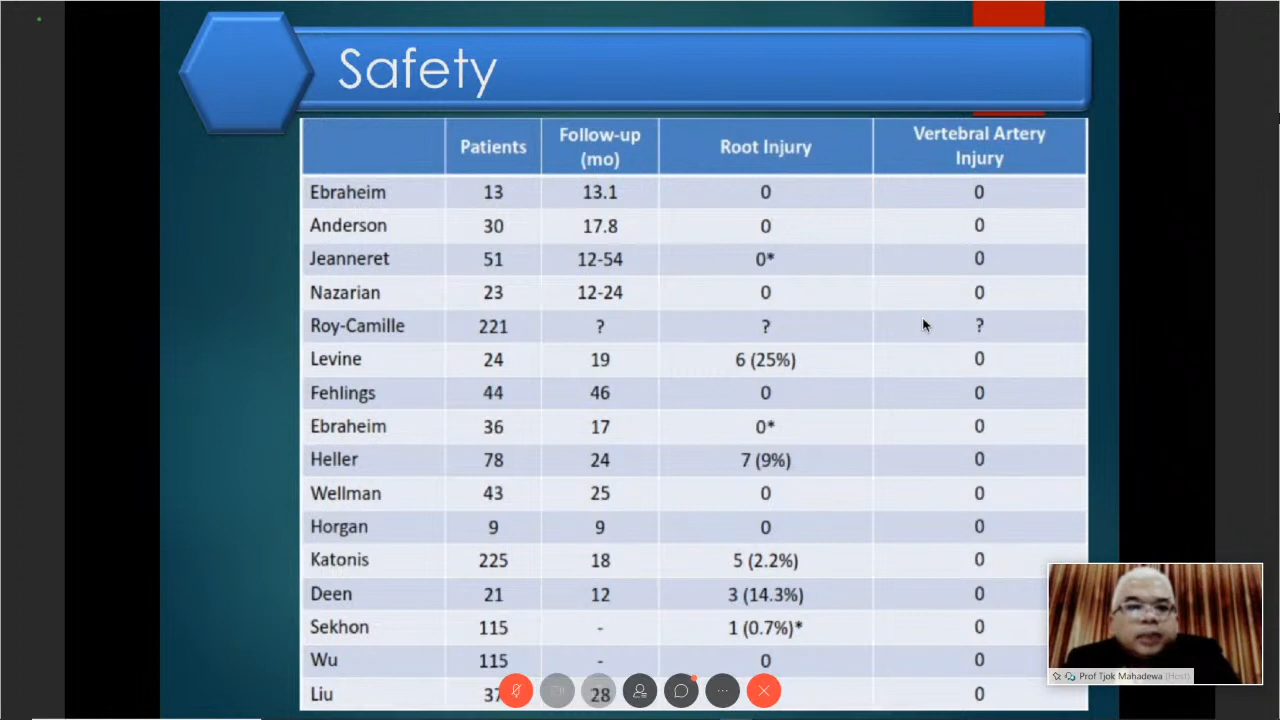 Safety
Patients Follow-up (mo) Root Injury Vertebral Artery Injury
Ebraheim 13 13.1 0 0
Anderson 30 17.8 0 0
Jeanneret 51 12-54 0* 0
Nazarian 23 12-24 0 0
Roy-Camille 221 ? ? ?
Levine 24 19 6 (25%) 0
Fehlings 44 46 0 0
Ebraheim 36 17 0* 0
Heller 78 24 7 (9%) 0
Wellman 43 25 0 0
Horgan 9 9 0 0
Katonis 225 18 5 (2.2%) 0
Deen 21 12 3 (14.3%) 0
Sekhon 115 - 1 (0.7%)* 0
Wu 115 - 0 0
Liu 37 28 0
Prof Tjok Mahadewa (Host)